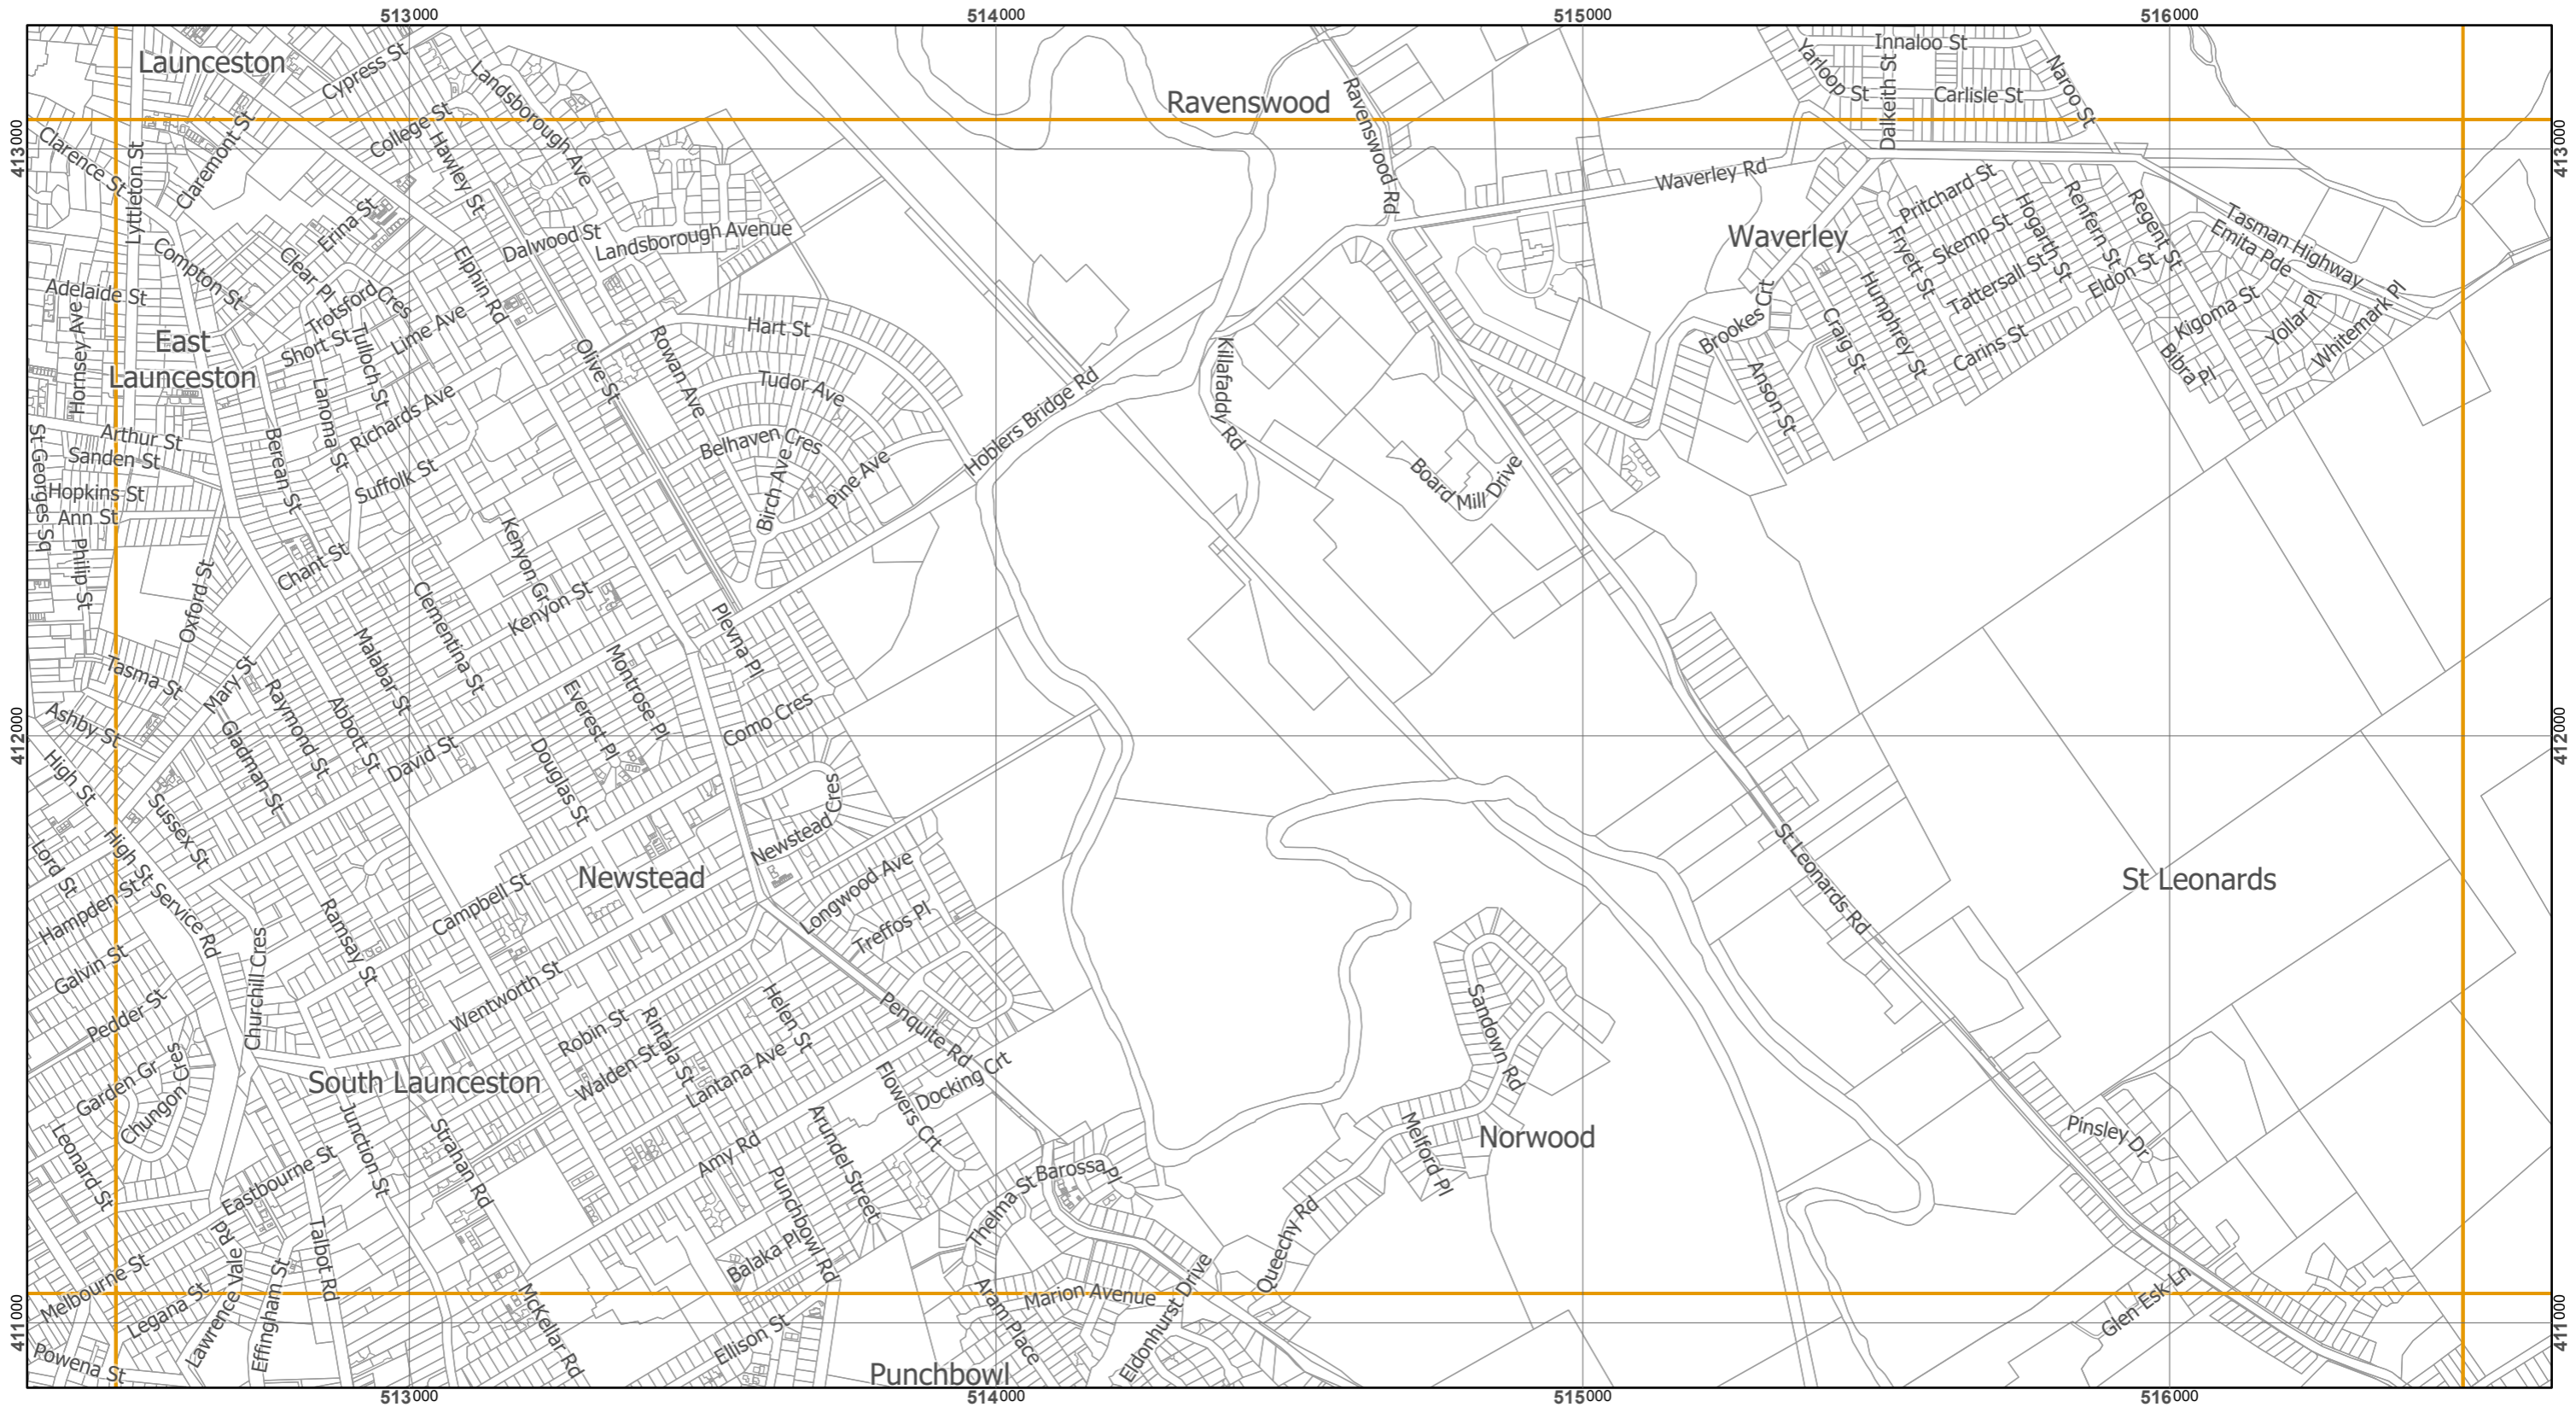 513000
514000
515000
516000
Launceston
Cypress St
Landsborough Ave
Ravenswood
Ravenswood Rd
Innaloo St
Yarloop St
Dalkeith St
Carlisle St
Naroo St
413000
413000
Clarence St
Lyttleton St
Claremont St
College St
Hawley St
Waverley Rd
Pritchard St
Erina St
Dalwood St
Landsborough Avenue
Waverley
Fryett St
Skemp St
Hogarth St
Renfern St
Regent St
Tasman Highway
Emita Pde
Compton St
Clear Pl
Elphin Rd
Adelaide St
Hornsey Ave
Trotsford Cres
Lime Ave
Short St
Tulloch St
Tattersall St
Eldon St
Humphrey St
Brookes Crt
Craig St
Carins St
Kigoma St
Yollar Pl
Whitemark Pl
Bibra Pl
East
Launceston
Olive St
Rowan Ave
Hart St
Tudor Ave
Killafaddy Rd
Anson St
Lanoma St
Richards Ave
Belhaven Cres
Hoblers Bridge Rd
Arthur St
Sanden St
St Georges Sq
Hopkins St
Ann St
Berean St
Suffolk St
Birch Ave
Pine Ave
Board Mill Drive
Phillip St
Oxford St
Chant St
Kenyon Gr
Kenyon St
Clementina St
Plevna Pl
Malabar St
Montrose Pl
Tasma St
Mary St
Raymond St
Everest Pl
Como Cres
412000
412000
Ashby St
Gladman St
Abbott St
David St
Douglas St
High St
Sussex St
Newstead Cres
Lord St
High St Service Rd
Newstead
Longwood Ave
St Leonards Rd
St Leonards
Hampden St
Campbell St
Treffos Pl
Ramsay St
Galvin St
Churchill Cres
Wentworth St
Pedder St
Robin St
Rintala St
Helen St
Penquite Rd
Sandown Rd
Garden Gr
Chungon Cres
South Launceston
Walden St
Lantana Ave
Flowers Crt
Docking Crt
Leonard St
Junction St
Strahan Rd
Amy Rd
Arundel Street
Melford Pl
Norwood
Pinsley Dr
Eastbourne St
Punchbowl Rd
Thelma St
Barossa Pl
Queechy Rd
Talbot Rd
Balaka Pl
Melbourne St
Legana St
Lawrence Vale Rd
Effingham St
McKellar Rd
Ellison St
Aram Place
Marion Avenue
Eldonhurst Drive
Glen Esk Ln
411000
411000
Powena St
Punchbowl
513000
514000
515000
516000